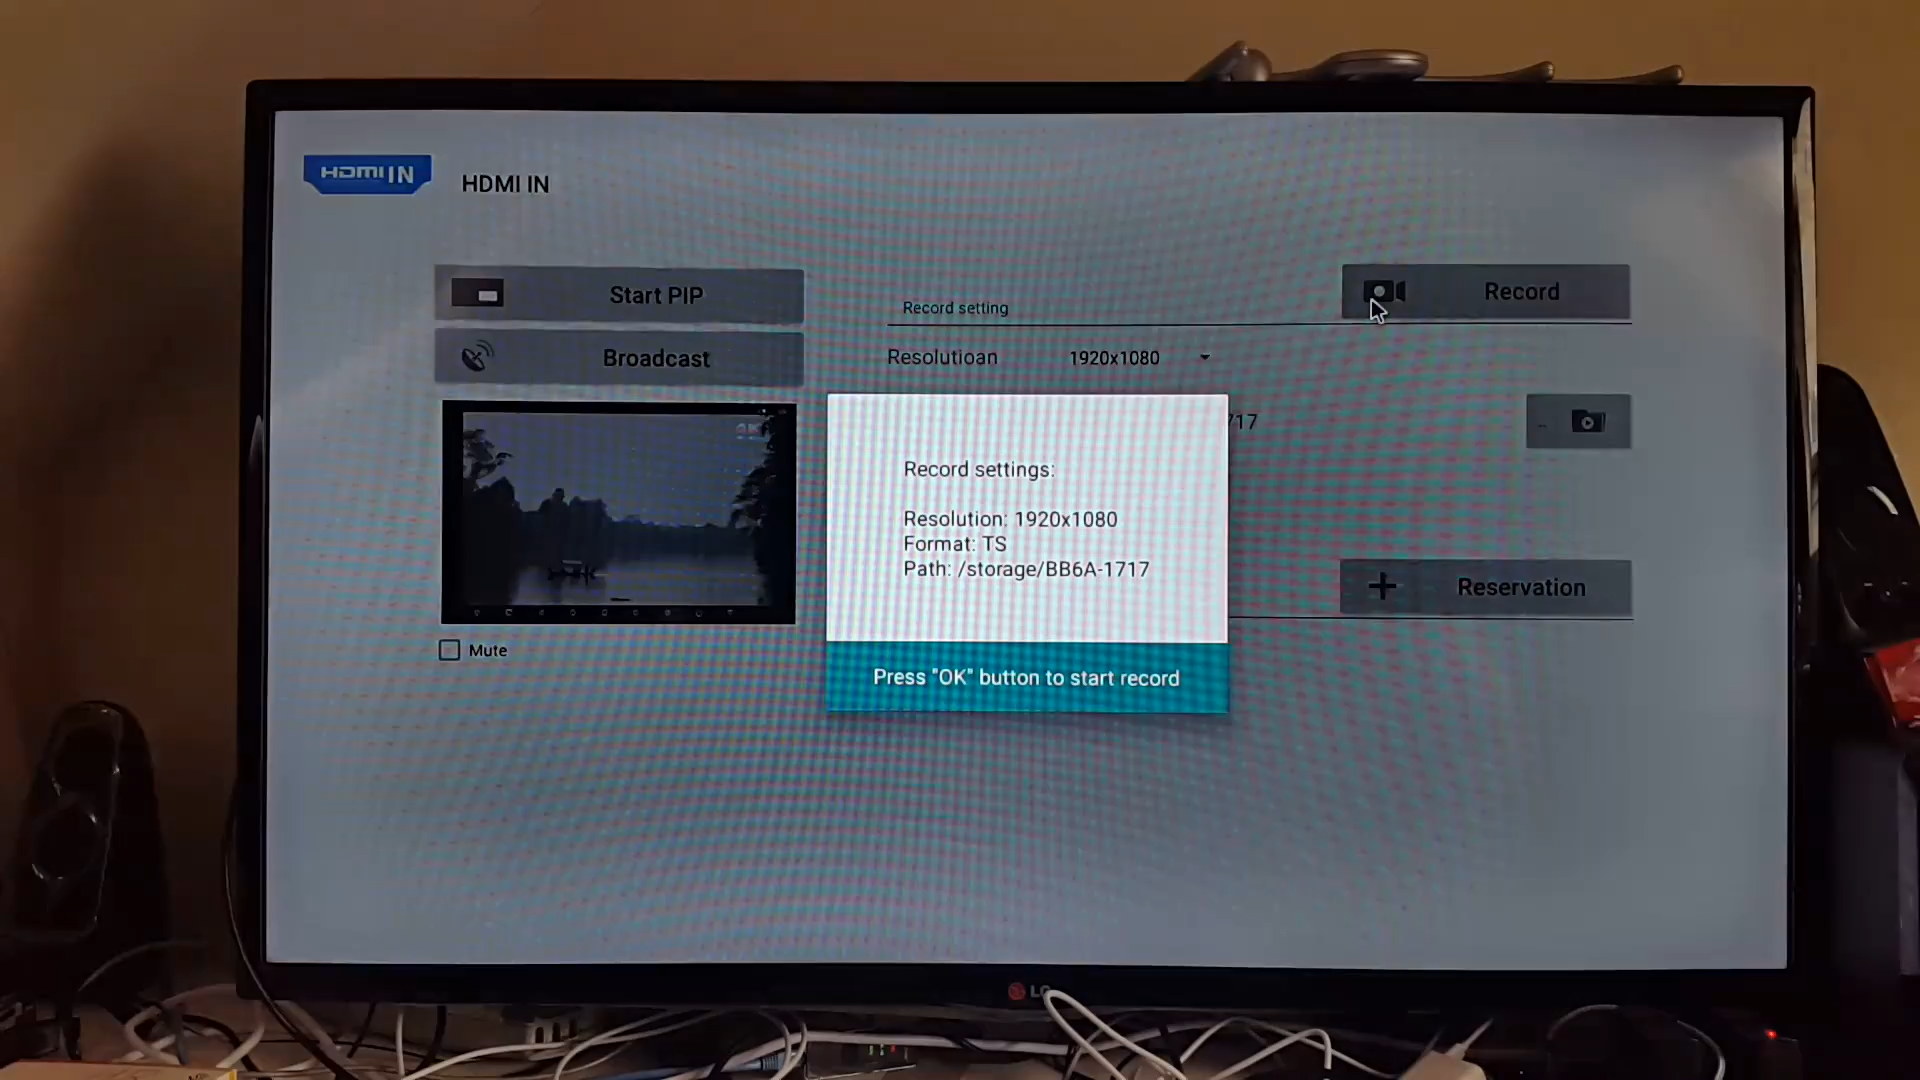 HDMI IN
HDMI IN
Start PIP
Record setting
Record
Broadcast
Resolutioan
1920x1080
717
..
Record settings:
Resolution: 1920x1080
Format: TS
Path: /storage/BB6A-1717
Reservation
Mute
Press "OK" button to start record
LG